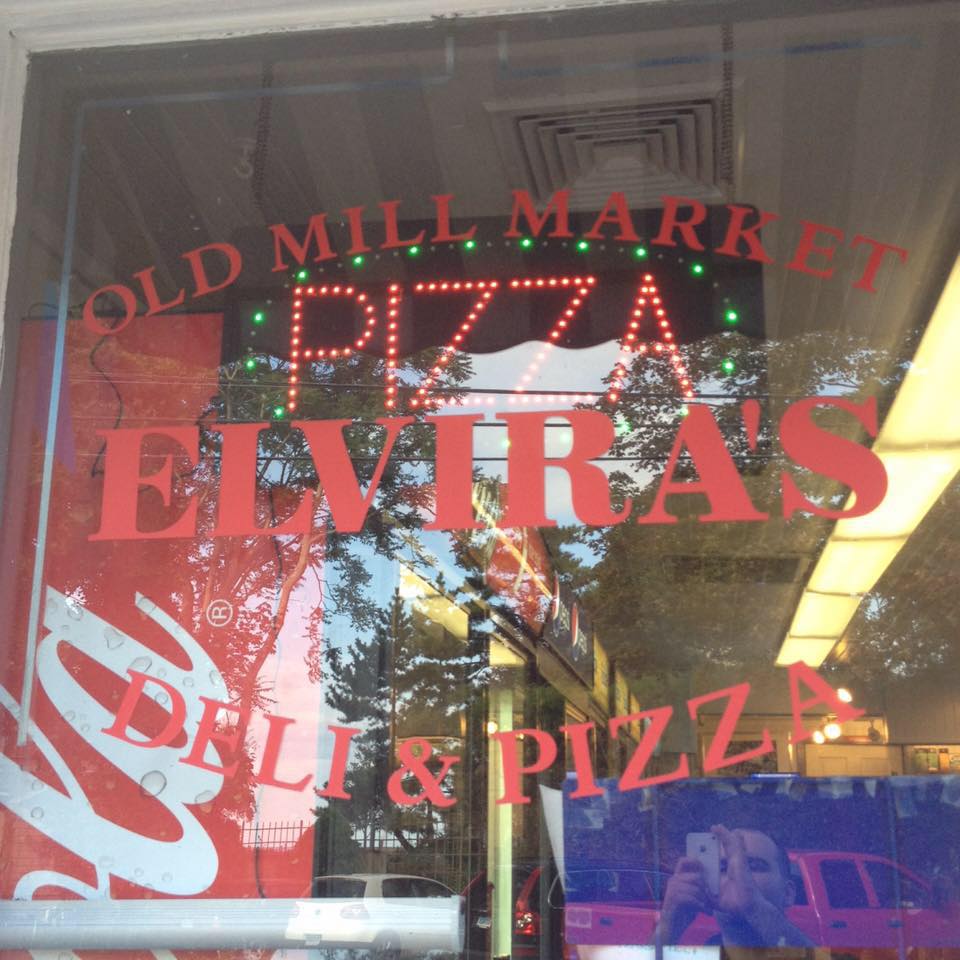 OLD MILL MARKET
PIZZA
ELVIRA'S
®
DELI & PIZZA